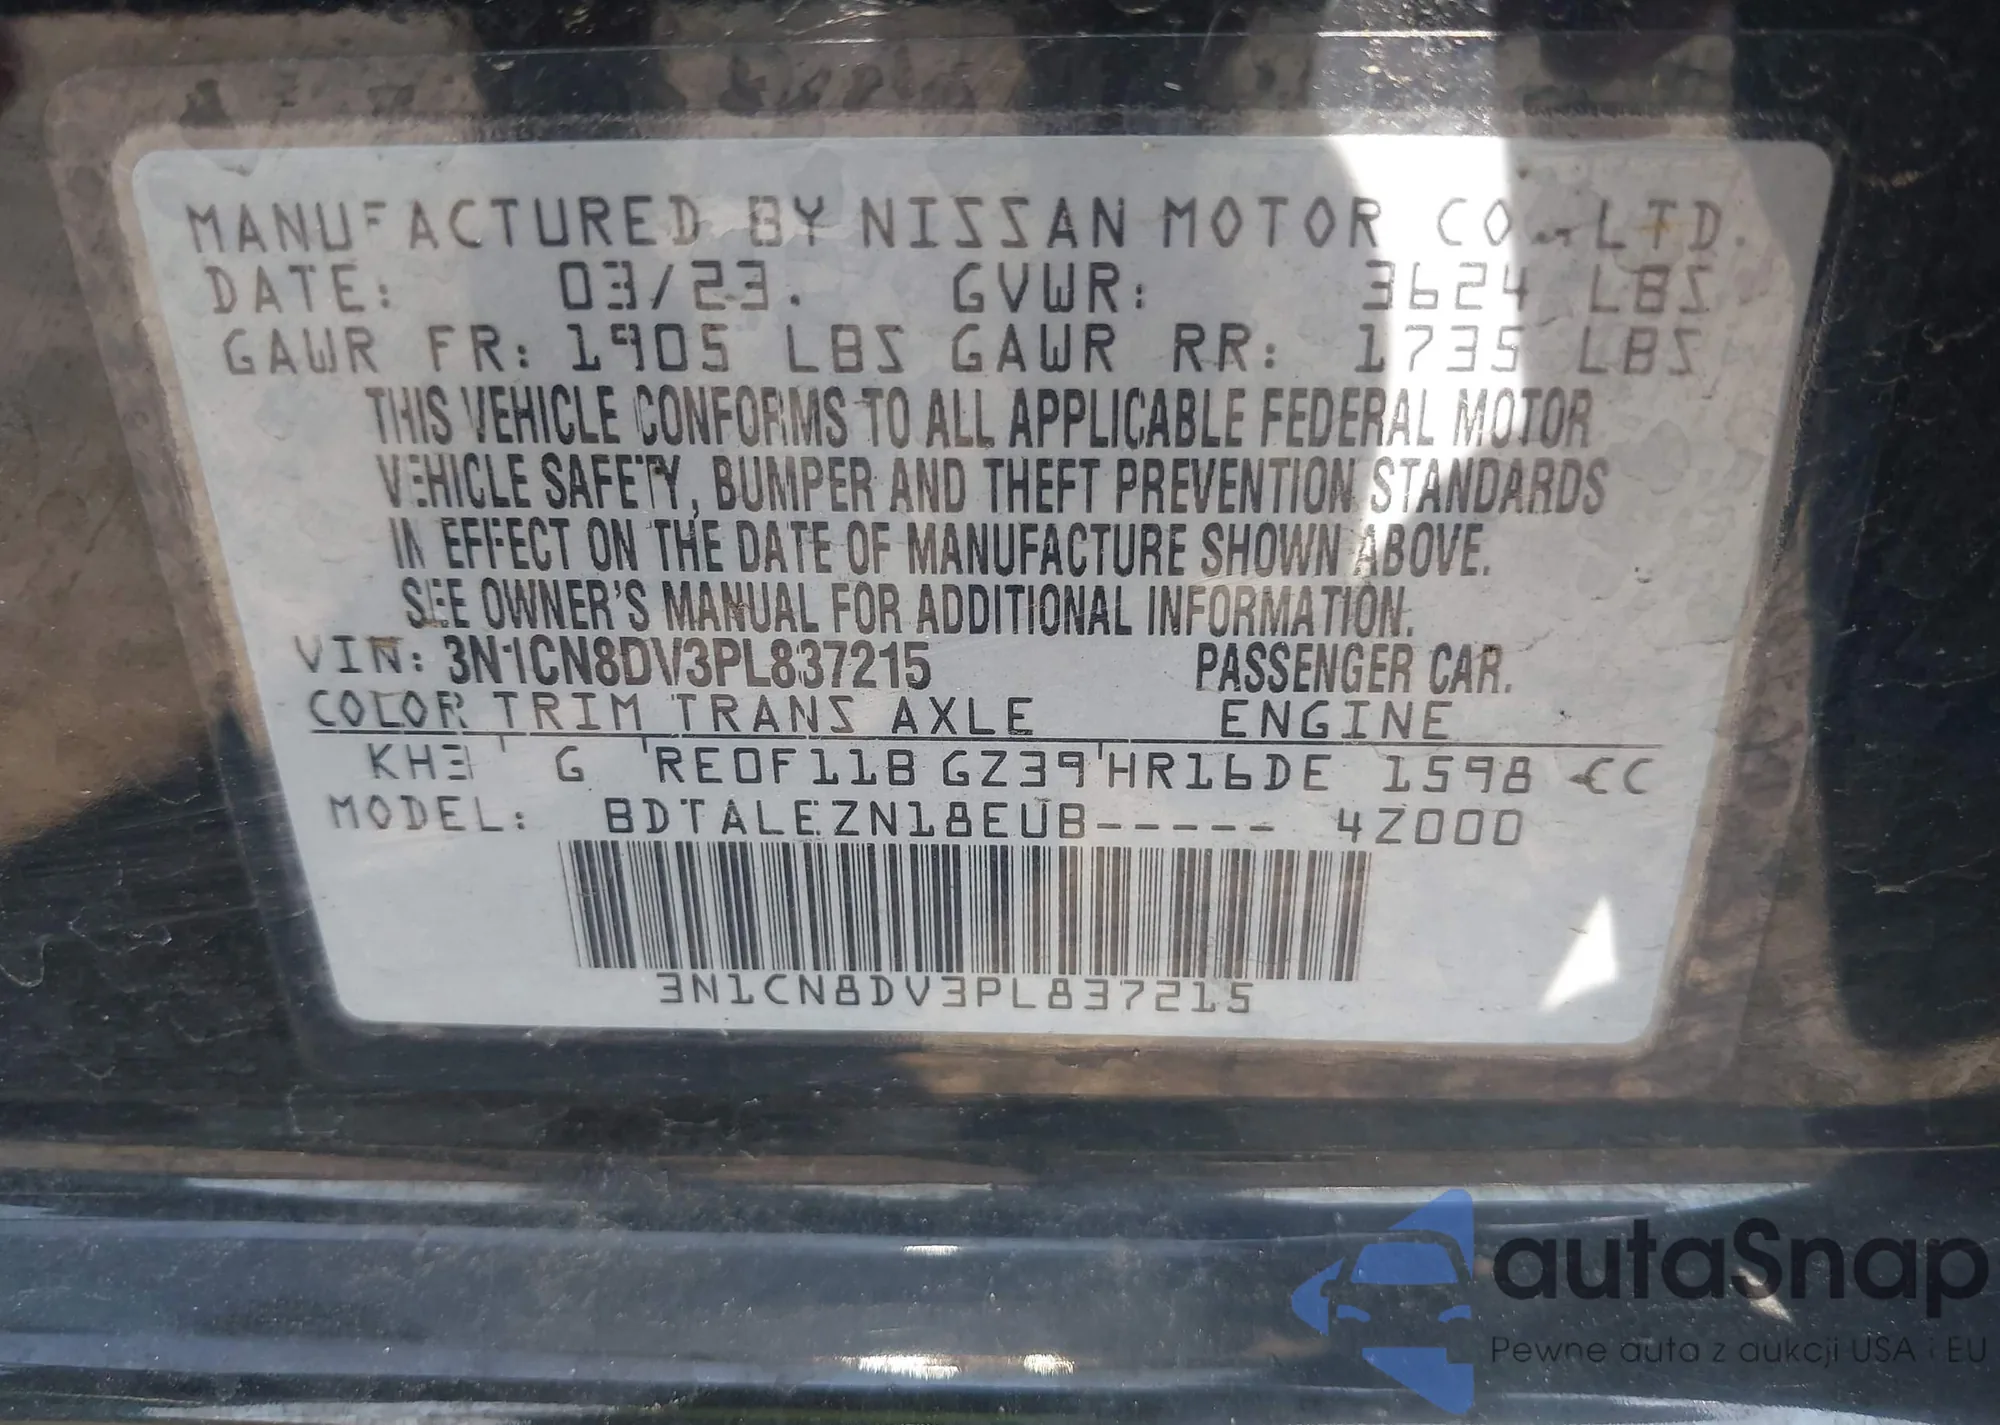 MANUFACTURED BY NISSAN MOTOR CO., LTD.
DATE: 03/23. GVWR: 3624 LBS
GAWR FR: 1905 LBS GAWR RR: 1735 LBS
THIS VEHICLE CONFORMS TO ALL APPLICABLE FEDERAL MOTOR
VEHICLE SAFETY, BUMPER AND THEFT PREVENTION STANDARDS
IN EFFECT ON THE DATE OF MANUFACTURE SHOWN ABOVE.
SEE OWNER'S MANUAL FOR ADDITIONAL INFORMATION.
VIN: 3N1CN8DV3PL837215 PASSENGER CAR.
COLOR TRIM TRANS AXLE ENGINE
KH3 G RE0F11B GZ39 HR16DE 1598 CC
MODEL: BDTALEZN18EUB----- 4Z000
3N1CN8DV3PL837215
autaSnap
Pewne auta z aukcji USA i EU